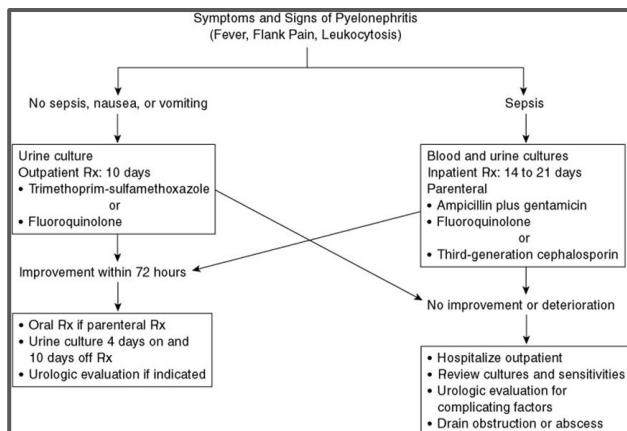 Symptoms and Signs of Pyelonephritis
(Fever, Flank Pain, Leukocytosis)
No sepsis, nausea, or vomiting
Sepsis
Urine culture
Outpatient Rx: 10 days
• Trimethoprim-sulfamethoxazole
or
• Fluoroquinolone
Blood and urine cultures
Inpatient Rx: 14 to 21 days
Parenteral
• Ampicillin plus gentamicin
• Fluoroquinolone
or
• Third-generation cephalosporin
Improvement within 72 hours
No improvement or deterioration
• Oral Rx if parenteral Rx
• Urine culture 4 days on and
10 days off Rx
• Urologic evaluation if indicated
• Hospitalize outpatient
• Review cultures and sensitivities
• Urologic evaluation for
complicating factors
• Drain obstruction or abscess